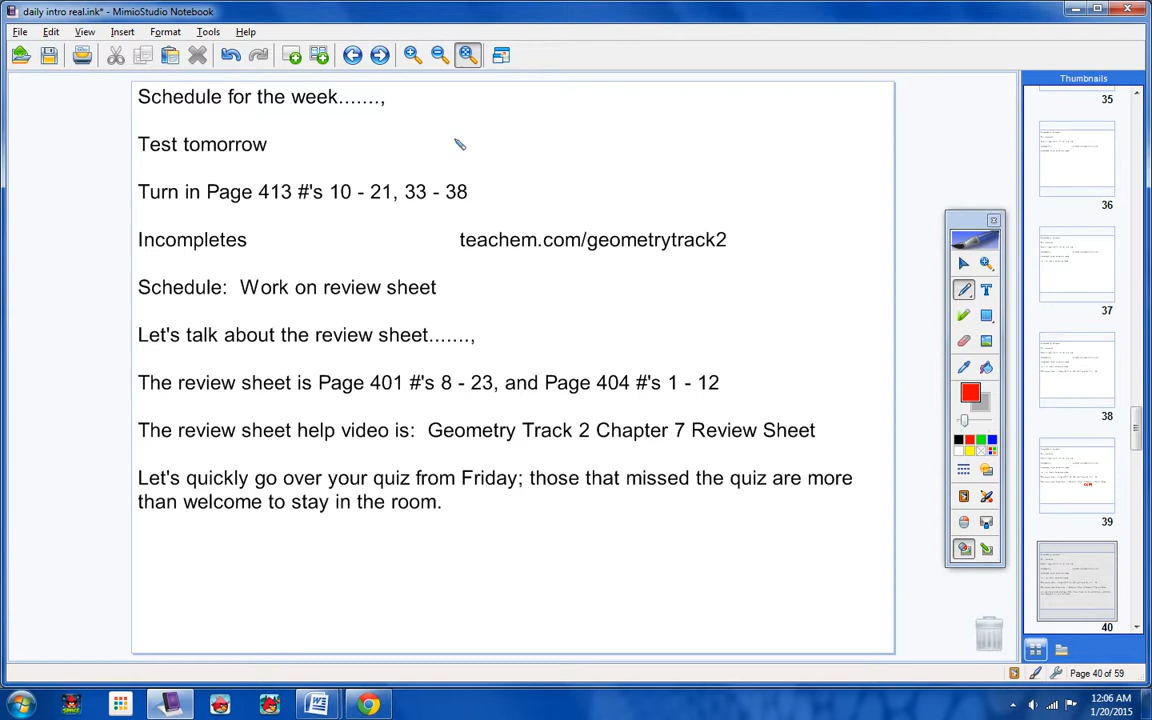 daily intro real.ink* - MimioStudio Notebook
File Edit View Insert Format Tools Help
Schedule for the week.......,
Test tomorrow
Turn in Page 413 #'s 10 - 21, 33 - 38
Incompletes teachem.com/geometrytrack2
Schedule: Work on review sheet
Let's talk about the review sheet.......,
The review sheet is Page 401 #'s 8 - 23, and Page 404 #'s 1 - 12
The review sheet help video is: Geometry Track 2 Chapter 7 Review Sheet
Let's quickly go over your quiz from Friday; those that missed the quiz are more
than welcome to stay in the room.
Thumbnails
35
36
37
38
39
40
Page 40 of 59
12:06 AM
1/20/2015